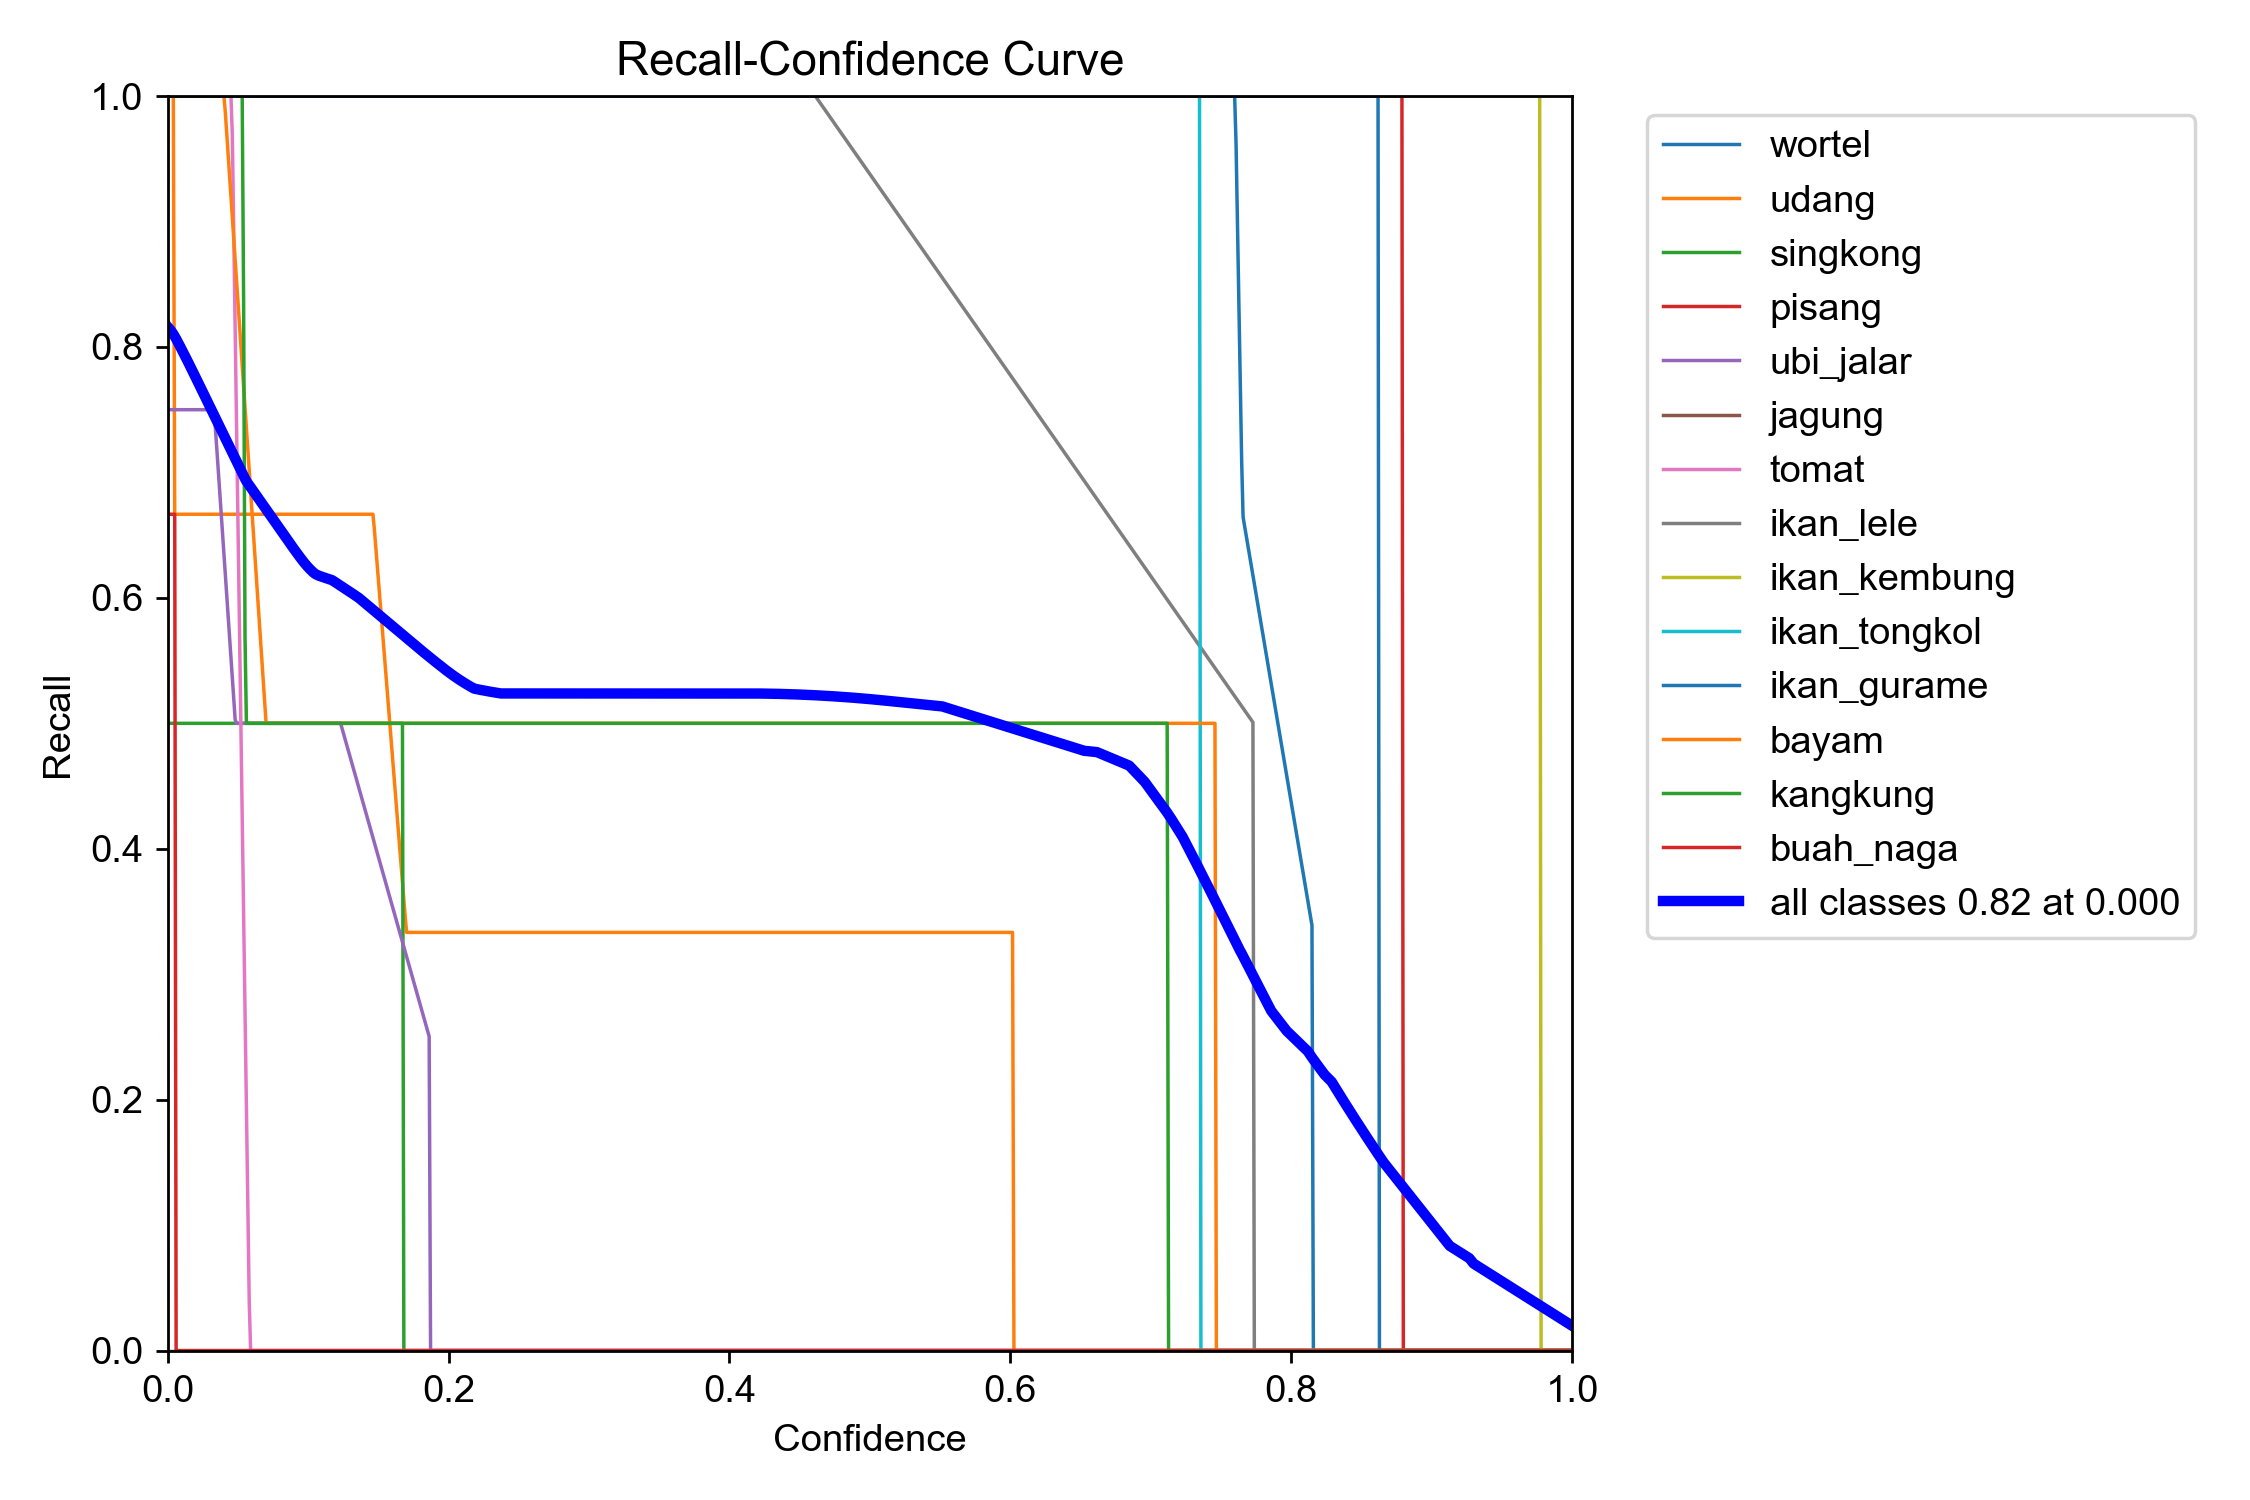 Recall-Confidence Curve
1.0
0.8
0.6
0.4
0.2
0.0
Recall
0.0 0.2 0.4 0.6 0.8 1.0
Confidence
wortel
udang
singkong
pisang
ubi_jalar
jagung
tomat
ikan_lele
ikan_kembung
ikan_tongkol
ikan_gurame
bayam
kangkung
buah_naga
all classes 0.82 at 0.000